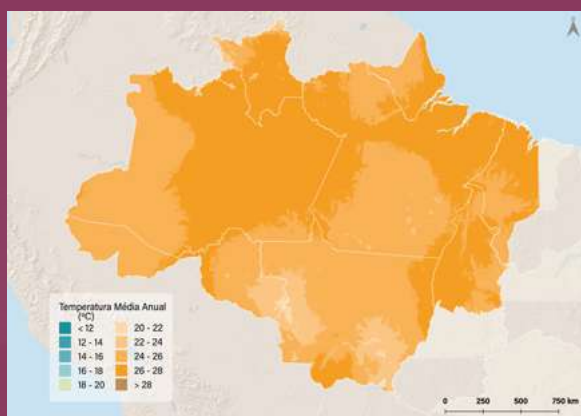 Temperatura Média Anual
(ºC)
< 12
12 - 14
14 - 16
16 - 18
18 - 20
20 - 22
22 - 24
24 - 26
26 - 28
> 28
0 250 500 750 km